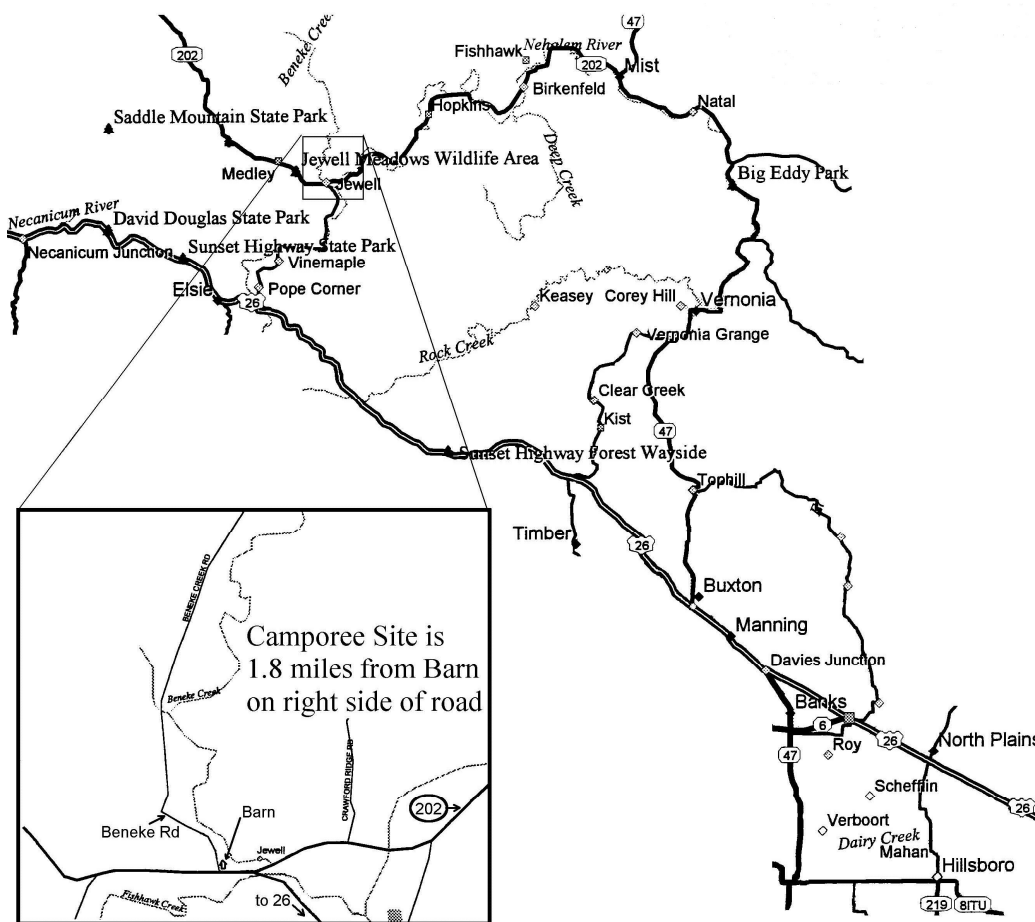 47
Beneke Creek
Nehalem River
Fishhawk
202
202
Mist
Birkenfeld
Hopkins
Natal
Saddle Mountain State Park
Deep Creek
Jewell Meadows Wildlife Area
Medley
Jewell
Big Eddy Park
Necanicum River
David Douglas State Park
Necanicum Junction
Sunset Highway State Park
Vinemaple
Elsie
26
Pope Corner
Keasey
Corey Hill
Vernonia
Rock Creek
Vernonia Grange
Clear Creek
Kist
47
Sunset Highway Forest Wayside
Tophill
Timber
26
Buxton
Manning
Davies Junction
Banks
6
26
Roy
North Plains
47
Schefflin
26
Verboort
Dairy Creek
Mahan
Hillsboro
219
8ITU
BENEKE CREEK RD
Camporee Site is
1.8 miles from Barn
on right side of road
Beneke Creek
CRAWFORD RIDGE RD
202
Barn
Beneke Rd
Jewell
Fishhawk Creek
to 26